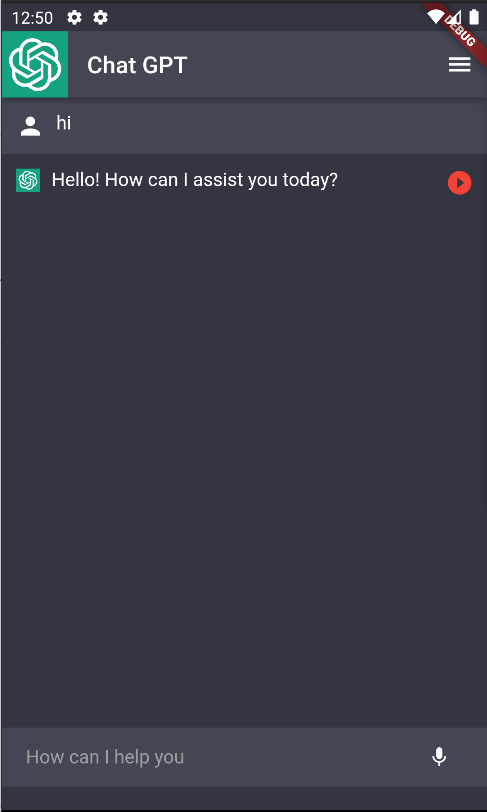 12:50
DEBUG
Chat GPT
hi
Hello! How can I assist you today?
How can I help you